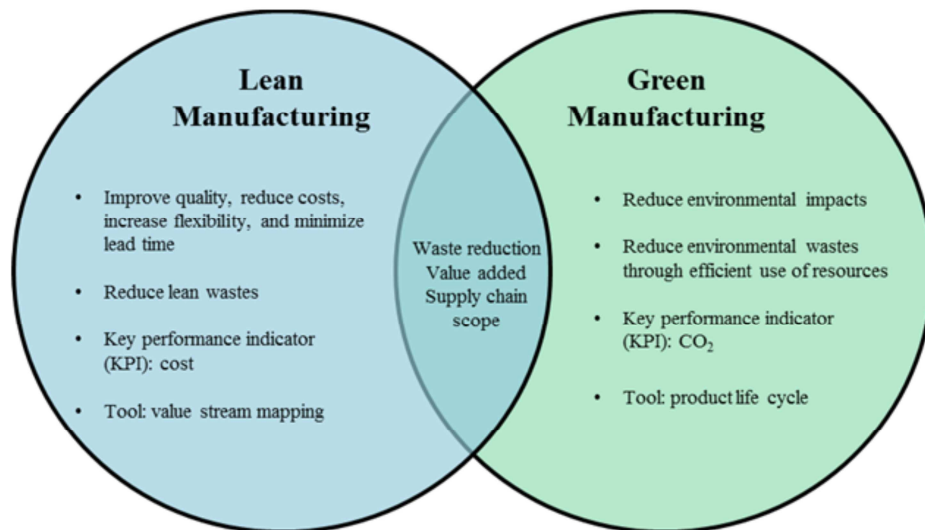 Lean
Manufacturing
• Improve quality, reduce costs,
increase flexibility, and minimize
lead time
• Reduce lean wastes
• Key performance indicator
(KPI): cost
• Tool: value stream mapping
Waste reduction
Value added
Supply chain
scope
Green
Manufacturing
• Reduce environmental impacts
• Reduce environmental wastes
through efficient use of resources
• Key performance indicator
(KPI): CO₂
• Tool: product life cycle